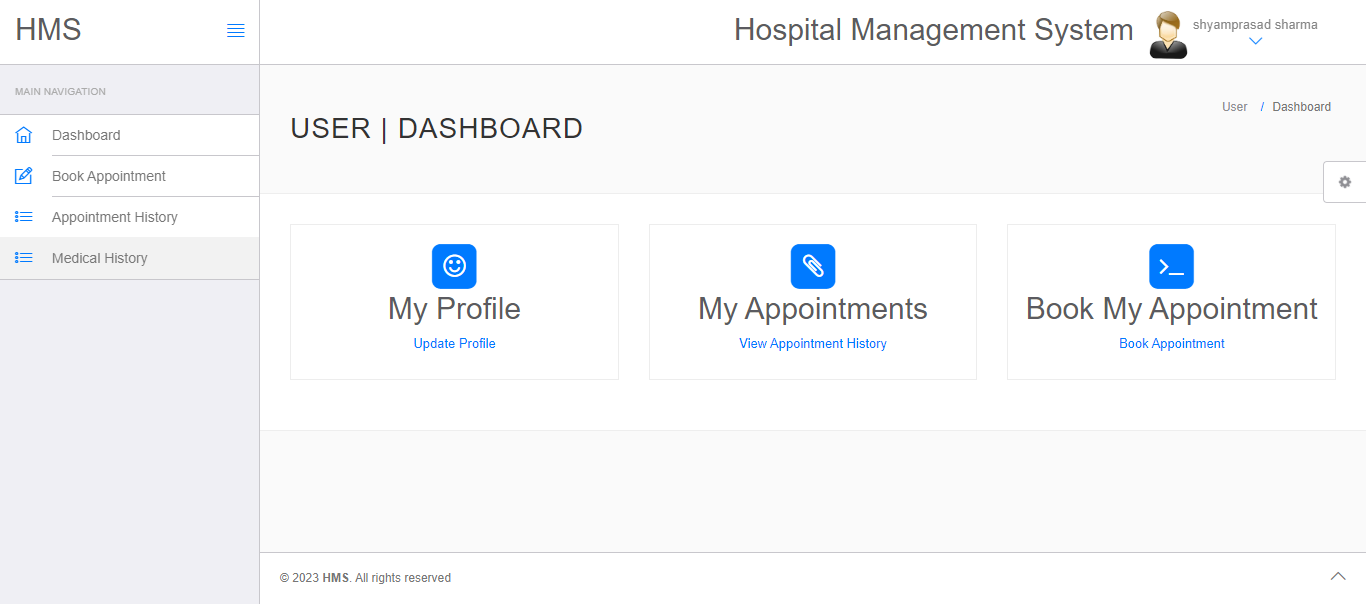 HMS
Hospital Management System
shyamprasad sharma
MAIN NAVIGATION
Dashboard
Book Appointment
Appointment History
Medical History
USER | DASHBOARD
User / Dashboard
My Profile
Update Profile
My Appointments
View Appointment History
Book My Appointment
Book Appointment
© 2023 HMS. All rights reserved